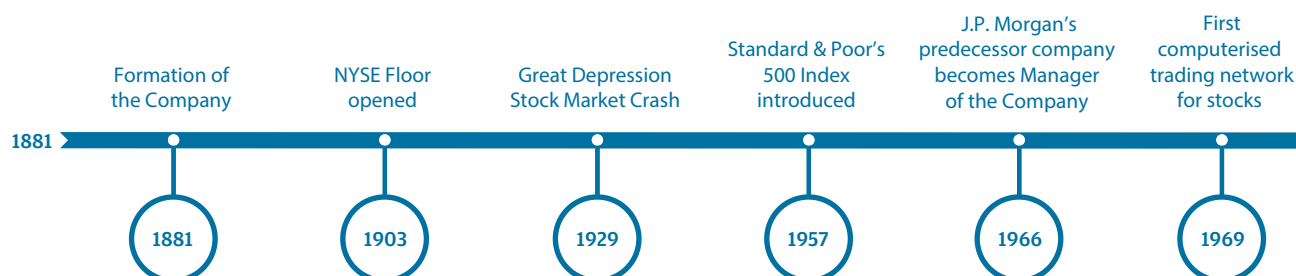 Formation of
the Company
NYSE Floor
opened
Great Depression
Stock Market Crash
Standard & Poor's
500 Index
introduced
J.P. Morgan's
predecessor company
becomes Manager
of the Company
First
computerised
trading network
for stocks
1881
1881
1903
1929
1957
1966
1969